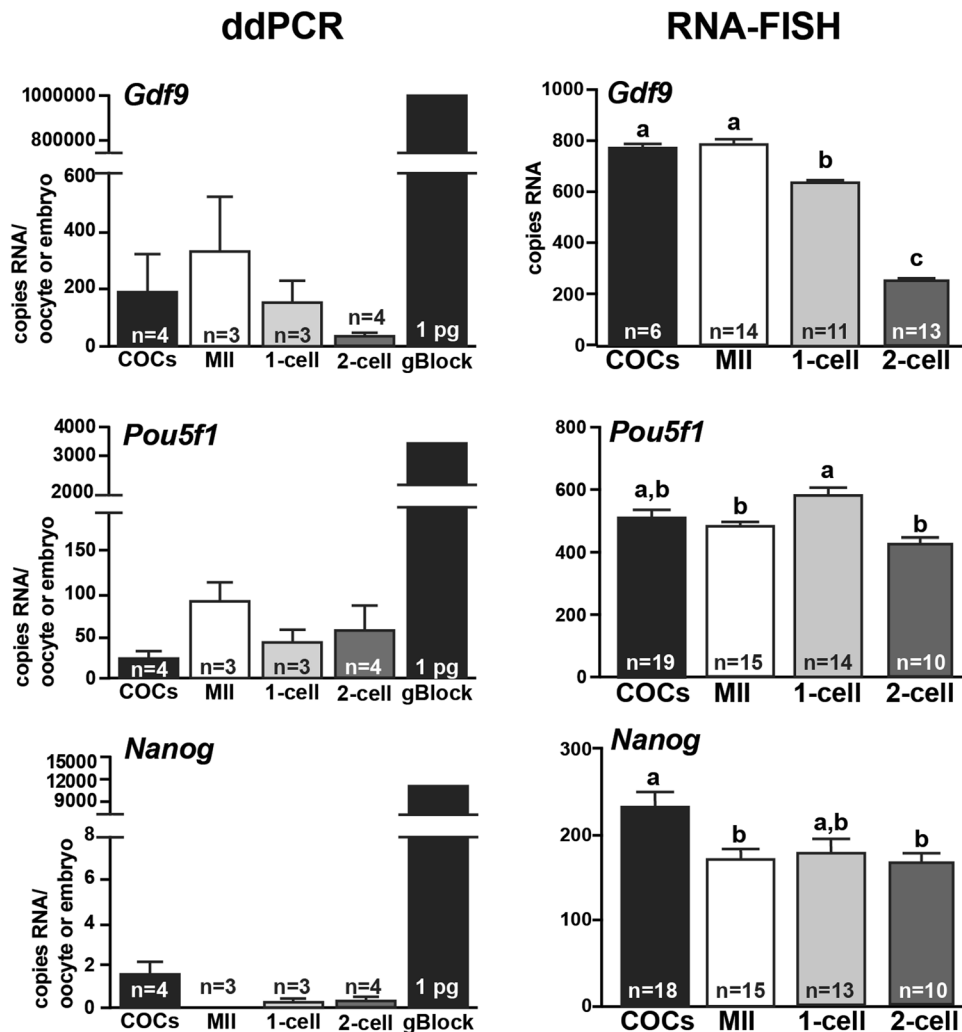 ddPCR
RNA-FISH
Gdf9
copies RNA/
oocyte or embryo
1000000
800000
600
400
200
0
n=4
n=3
n=3
n=4
1 pg
COCs
MII
1-cell
2-cell
gBlock
Gdf9
copies RNA
1000
800
600
400
200
0
a
a
b
c
n=6
n=14
n=11
n=13
COCs
MII
1-cell
2-cell
Pou5f1
copies RNA/
oocyte or embryo
4000
3000
2000
150
100
50
0
n=4
n=3
n=3
n=4
1 pg
COCs
MII
1-cell
2-cell
gBlock
Pou5f1
800
600
400
200
0
a,b
b
a
b
n=19
n=15
n=14
n=10
COCs
MII
1-cell
2-cell
Nanog
copies RNA/
oocyte or embryo
15000
12000
9000
8
6
4
2
0
n=4
n=3
n=3
n=4
1 pg
COCs
MII
1-cell
2-cell
gBlock
Nanog
300
200
100
0
a
b
a,b
b
n=18
n=15
n=13
n=10
COCs
MII
1-cell
2-cell